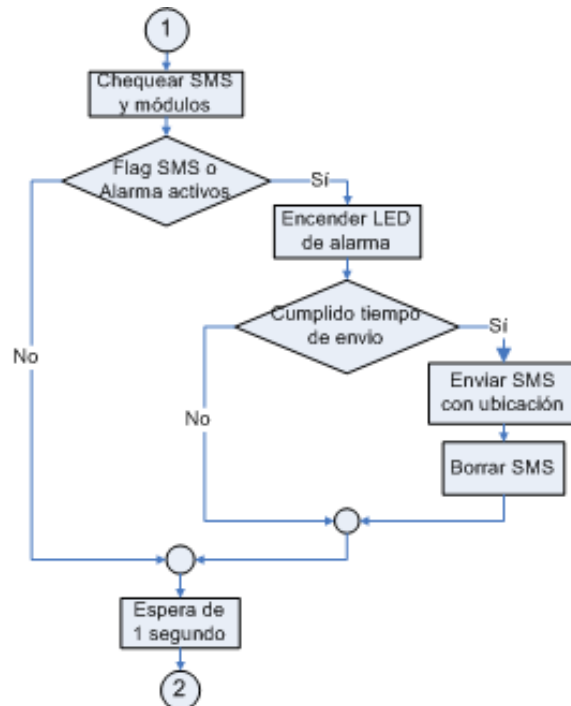 1
Chequear SMS
y módulos
Flag SMS o
Alarma activos
Sí
Encender LED
de alarma
Cumplido tiempo
de envio
Sí
No
Enviar SMS
con ubicación
No
Borrar SMS
Espera de
1 segundo
2